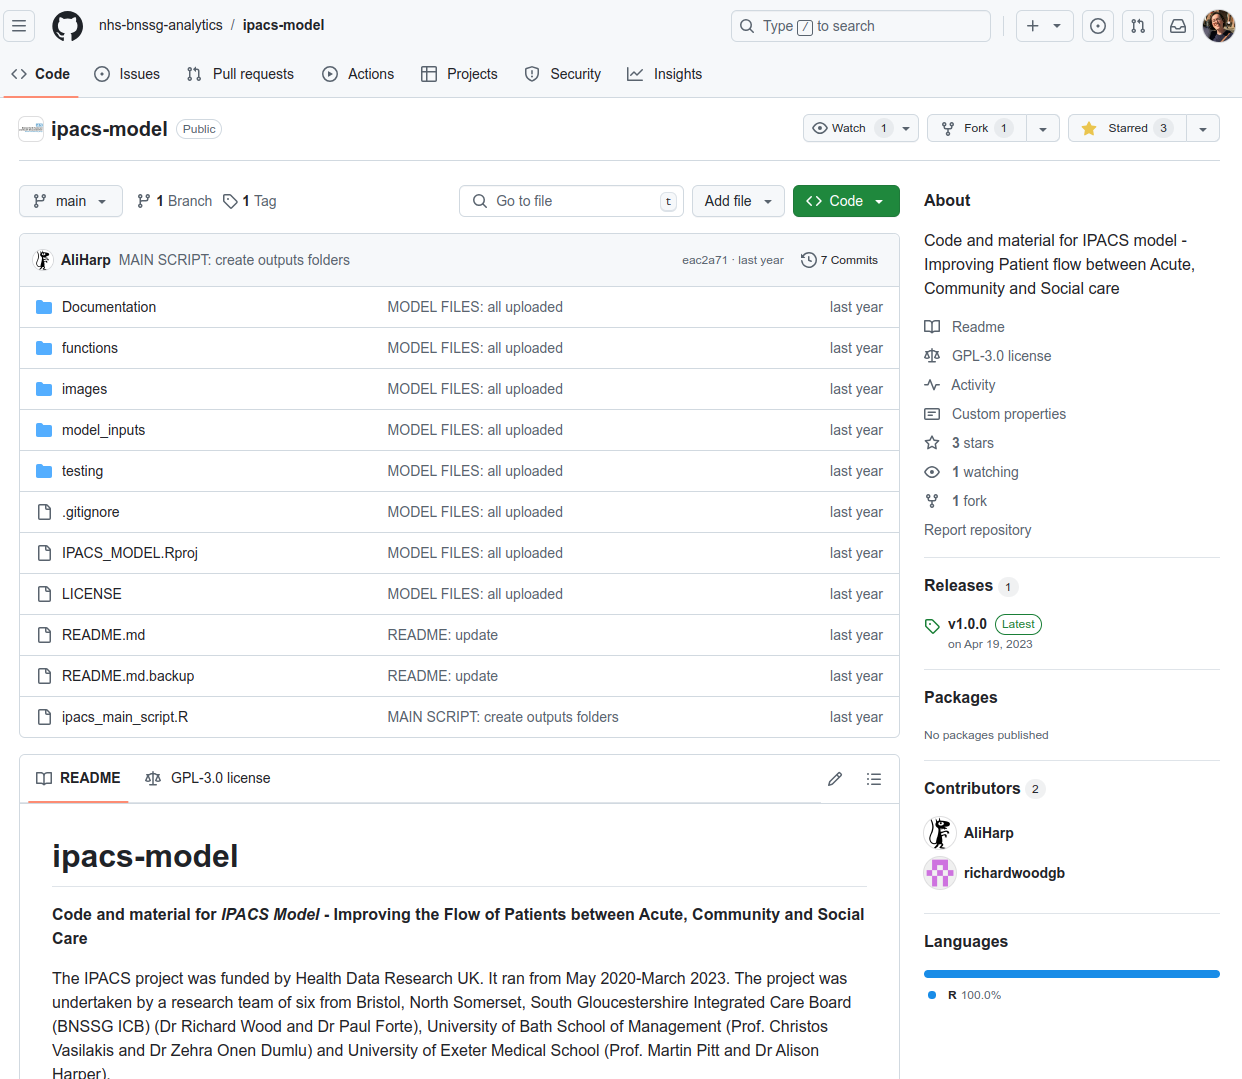 nhs-bnssg-analytics / ipacs-model
Type / to search
Code Issues Pull requests Actions Projects Security Insights
ipacs-model Public
Watch 1 Fork 1 Starred 3
main 1 Branch 1 Tag Go to file t Add file Code
AliHarp MAIN SCRIPT: create outputs folders eac2a71 · last year 7 Commits
Documentation MODEL FILES: all uploaded last year
functions MODEL FILES: all uploaded last year
images MODEL FILES: all uploaded last year
model_inputs MODEL FILES: all uploaded last year
testing MODEL FILES: all uploaded last year
.gitignore MODEL FILES: all uploaded last year
IPACS_MODEL.Rproj MODEL FILES: all uploaded last year
LICENSE MODEL FILES: all uploaded last year
README.md README: update last year
README.md.backup README: update last year
ipacs_main_script.R MAIN SCRIPT: create outputs folders last year
README GPL-3.0 license
ipacs-model
Code and material for IPACS Model - Improving the Flow of Patients between Acute, Community and Social
Care
The IPACS project was funded by Health Data Research UK. It ran from May 2020-March 2023. The project was
undertaken by a research team of six from Bristol, North Somerset, South Gloucestershire Integrated Care Board
(BNSSG ICB) (Dr Richard Wood and Dr Paul Forte), University of Bath School of Management (Prof. Christos
Vasilakis and Dr Zehra Onen Dumlu) and University of Exeter Medical School (Prof. Martin Pitt and Dr Alison
Harper).
About
Code and material for IPACS model -
Improving Patient flow between Acute,
Community and Social care
Readme
GPL-3.0 license
Activity
Custom properties
3 stars
1 watching
1 fork
Report repository
Releases 1
v1.0.0 Latest
on Apr 19, 2023
Packages
No packages published
Contributors 2
AliHarp
richardwoodgb
Languages
R 100.0%